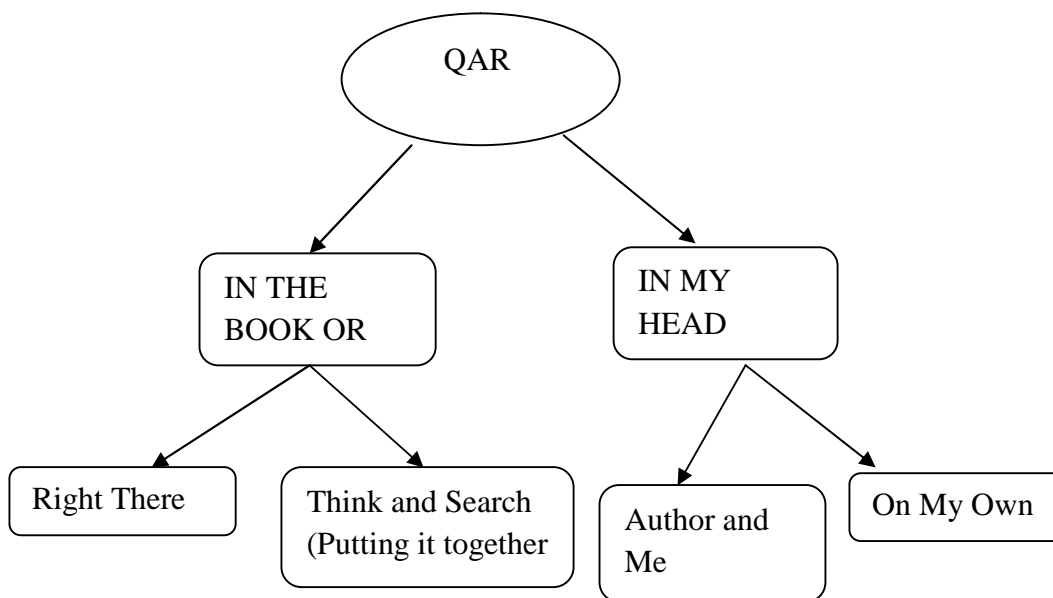 QAR
IN THE
BOOK OR
IN MY
HEAD
Right There
Think and Search
(Putting it together
Author and
Me
On My Own